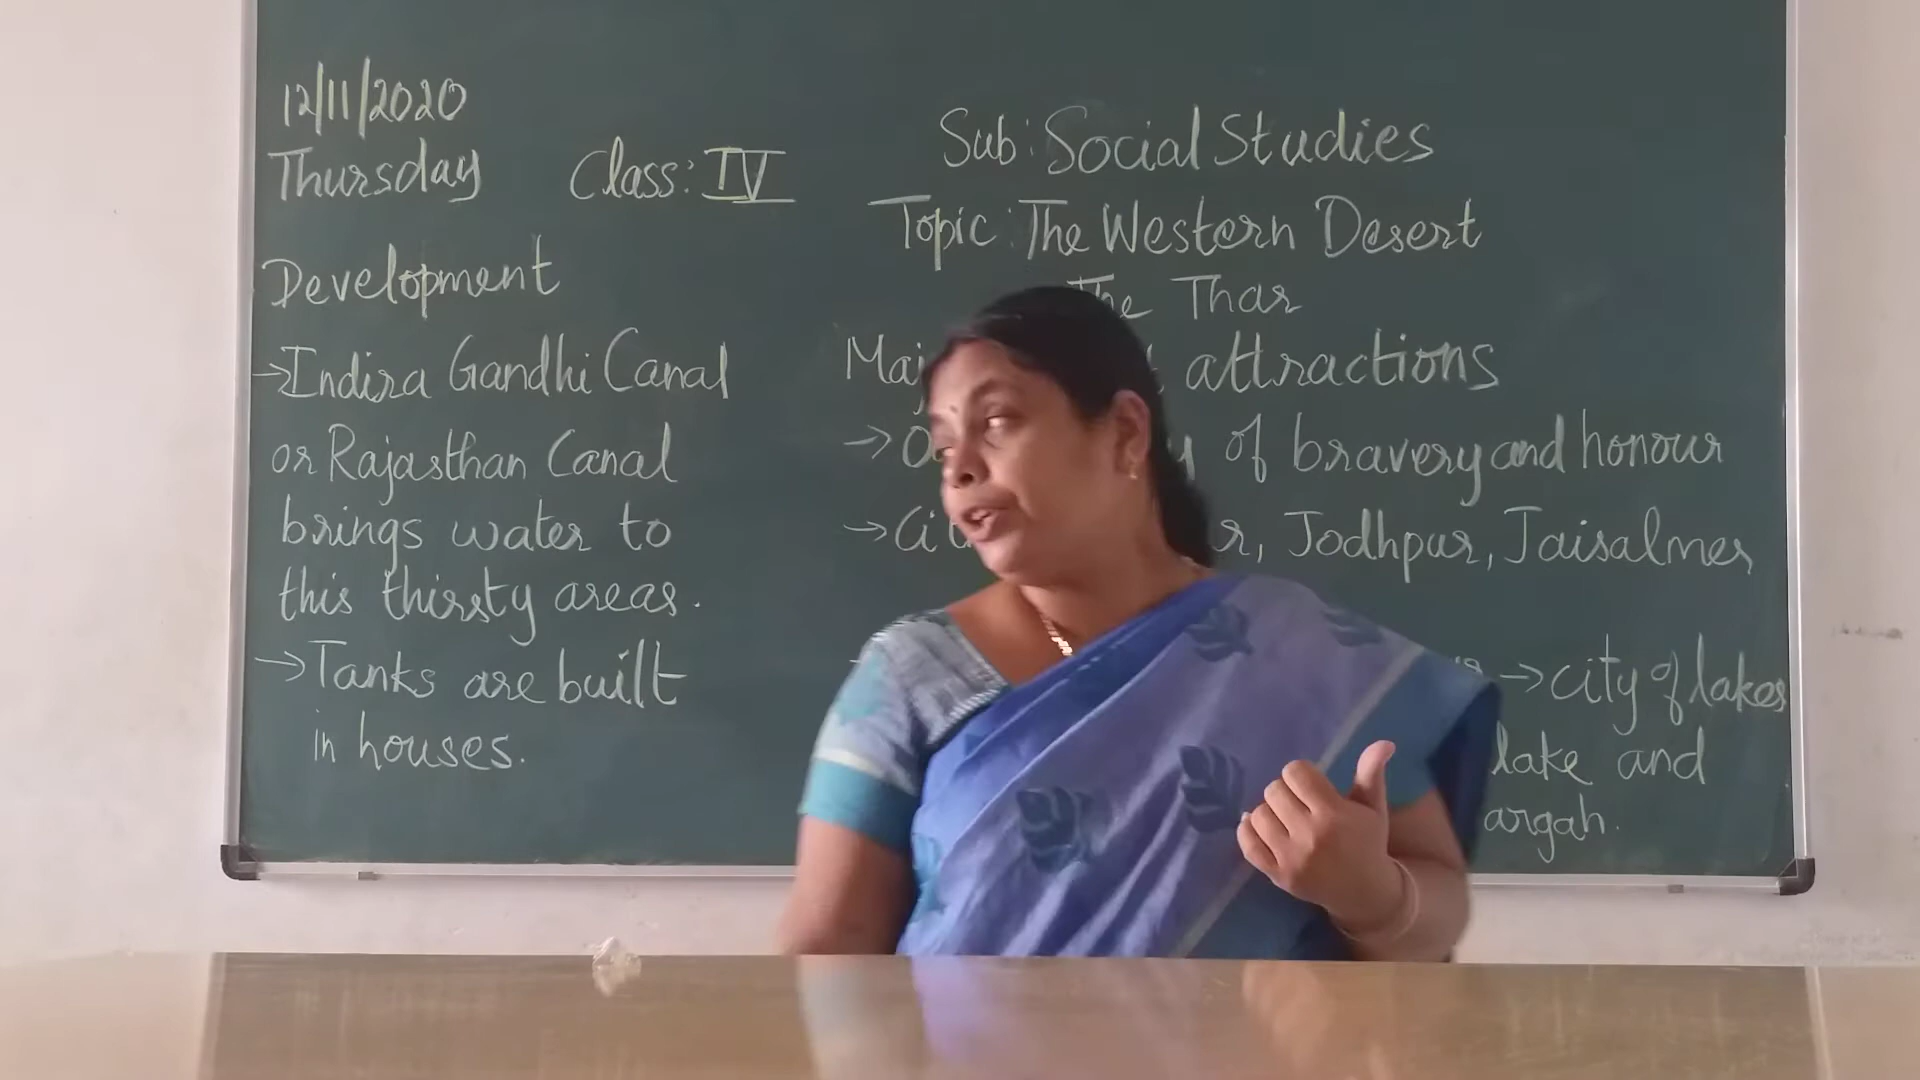 12/11/2020
Thursday
Class: IV
Development
→ Indira Gandhi Canal
or Rajasthan Canal
brings water to
this thirsty areas.
→ Tanks are built
in houses.
Sub: Social Studies
Topic: The Western Desert
The Thar
attractions
→ of bravery and honour
→ Jodhpur, Jaisalmer
→ city of lakes
lake and